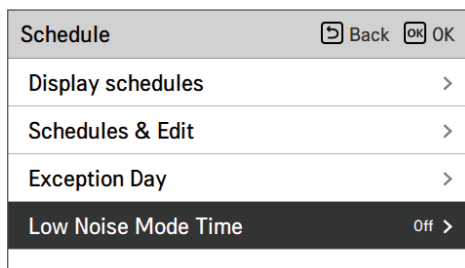 Schedule Back OK OK
Display schedules >
Schedules & Edit >
Exception Day >
Low Noise Mode Time Off >